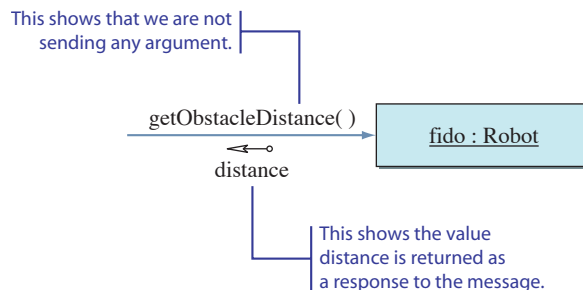 This shows that we are not
sending any argument.
getObstacleDistance( )
fido : Robot
distance
This shows the value
distance is returned as
a response to the message.